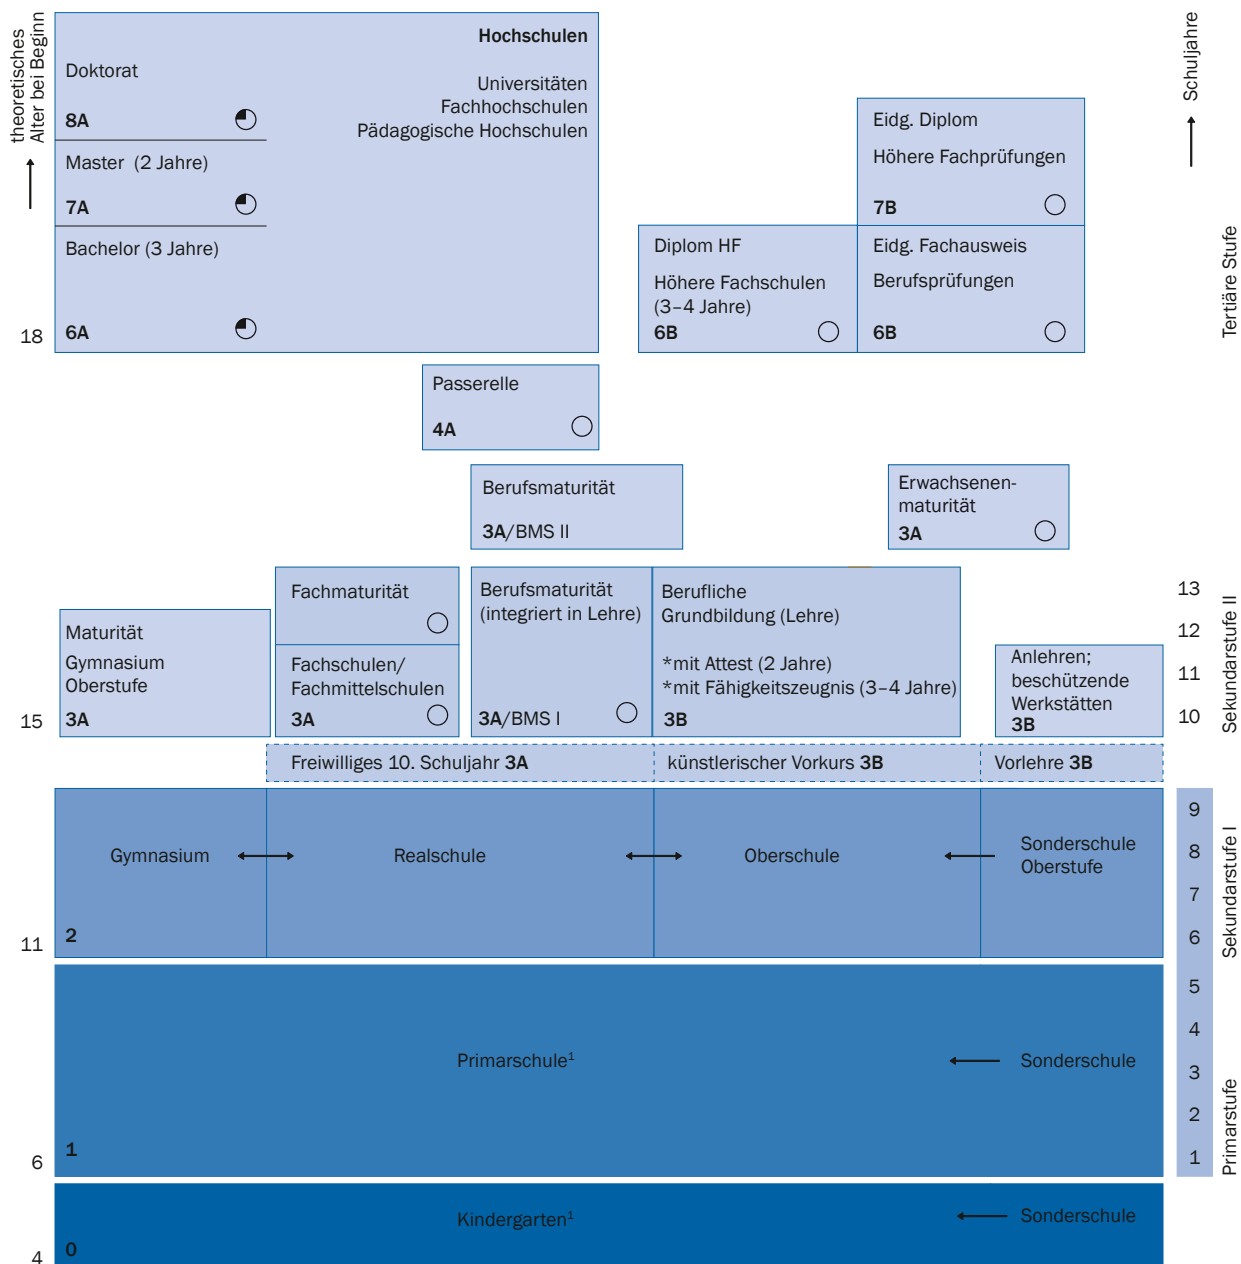 theoretisches
Alter bei Beginn
Schuljahre
Hochschulen
Universitäten
Fachhochschulen
Pädagogische Hochschulen
Doktorat
8A
Master (2 Jahre)
7A
Bachelor (3 Jahre)
6A
18
Eidg. Diplom
Höhere Fachprüfungen
7B
Diplom HF
Höhere Fachschulen
(3–4 Jahre)
6B
Eidg. Fachausweis
Berufsprüfungen
6B
Tertiäre Stufe
Passerelle
4A
Berufsmaturität
3A/BMS II
Erwachsenen-
maturität
3A
Maturität
Gymnasium
Oberstufe
3A
15
Fachmaturität
Fachschulen/
Fachmittelschulen
3A
Berufsmaturität
(integriert in Lehre)
3A/BMS I
Berufliche
Grundbildung (Lehre)
*mit Attest (2 Jahre)
*mit Fähigkeitszeugnis (3–4 Jahre)
3B
Anlehren;
beschützende
Werkstätten
3B
13
12
11
10
Sekundarstufe II
Freiwilliges 10. Schuljahr 3A
künstlerischer Vorkurs 3B
Vorlehre 3B
Gymnasium
Realschule
Oberschule
Sonderschule
Oberstufe
2
11
9
8
7
6
Sekundarstufe I
Primarschule¹
Sonderschule
1
6
5
4
3
2
1
Primarstufe
Kindergarten¹
Sonderschule
0
4